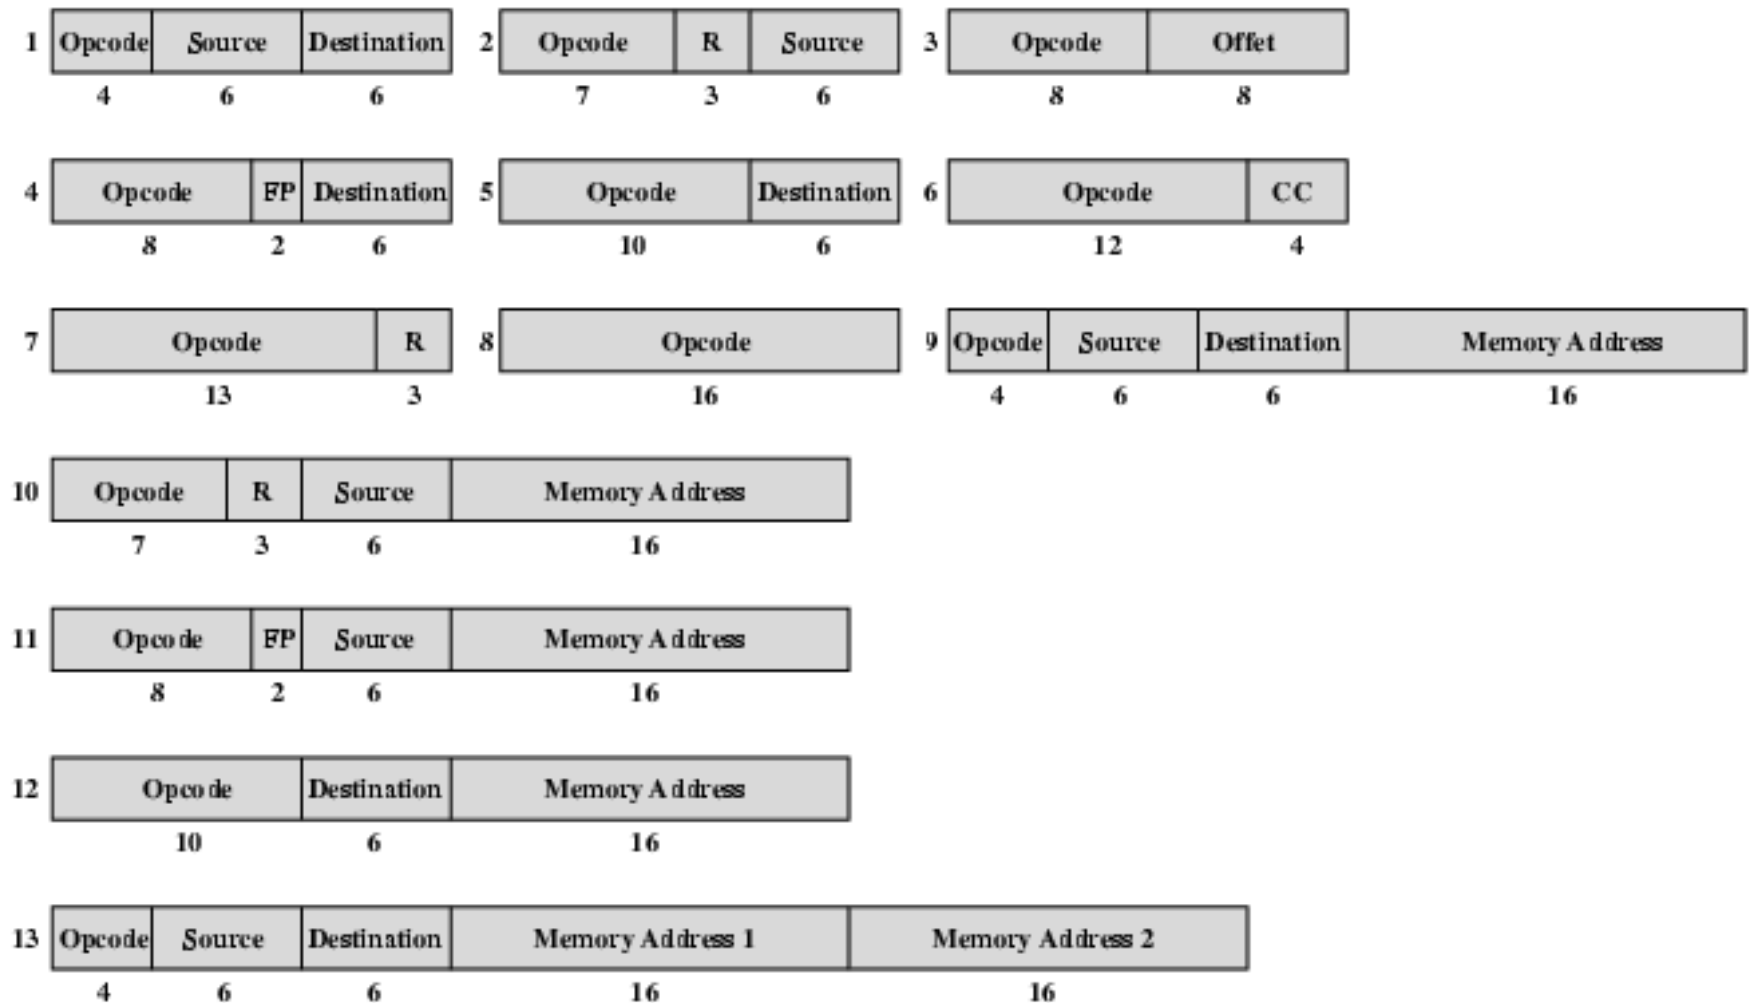 1 Opcode Source Destination 2 Opcode R Source 3 Opcode Offet
4 6 6 7 3 6 8 8
4 Opcode FP Destination 5 Opcode Destination 6 Opcode CC
8 2 6 10 6 12 4
7 Opcode R 8 Opcode 9 Opcode Source Destination Memory Address
13 3 16 4 6 6 16
10 Opcode R Source Memory Address
7 3 6 16
11 Opcode FP Source Memory Address
8 2 6 16
12 Opcode Destination Memory Address
10 6 16
13 Opcode Source Destination Memory Address 1 Memory Address 2
4 6 6 16 16